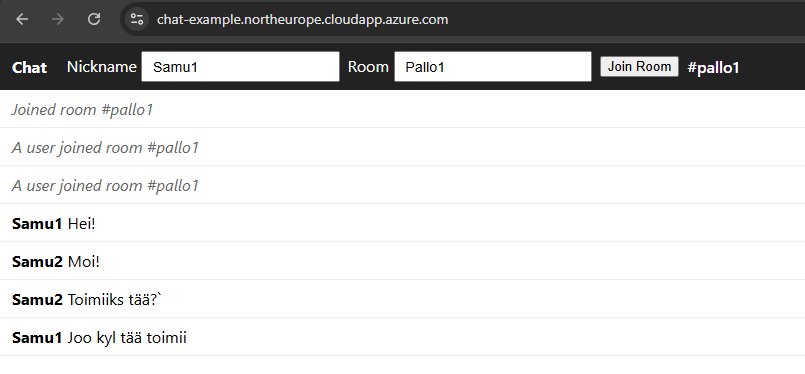 chat-example.northeurope.cloudapp.azure.com
Chat Nickname Samu1 Room Pallo1 Join Room #pallo1
Joined room #pallo1
A user joined room #pallo1
A user joined room #pallo1
Samu1 Hei!
Samu2 Moi!
Samu2 Toimiiks tää?`
Samu1 Joo kyl tää toimii